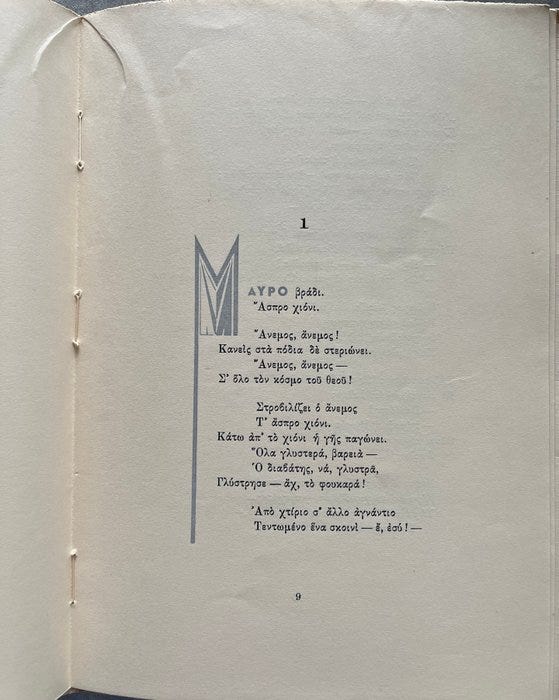 1
ΜΑΥΡΟ βράδι.
Ἄσπρο χιόνι.
Ἄνεμος, ἄνεμος!
Κανεὶς στὰ πόδια δὲ στεριώνει.
Ἄνεμος, ἄνεμος —
Σ' ὅλο τὸν κόσμο τοῦ θεοῦ!
Στροβιλίζει ὁ ἄνεμος
Τ' ἄσπρο χιόνι.
Κάτω ἀπ' τὸ χιόνι ἡ γῆς παγώνει.
Ὅλα γλυστερά, βαρειὰ —
Ὁ διαβάτης, νά, γλυστρᾶ,
Γλύστρησε — ἄχ, τὸ φουκαρᾶ!
Ἀπὸ χτίριο σ' ἄλλο ἀγνάντιο
Τεντωμένο ἕνα σκοινὶ — ἔ, ἐσύ! —
9